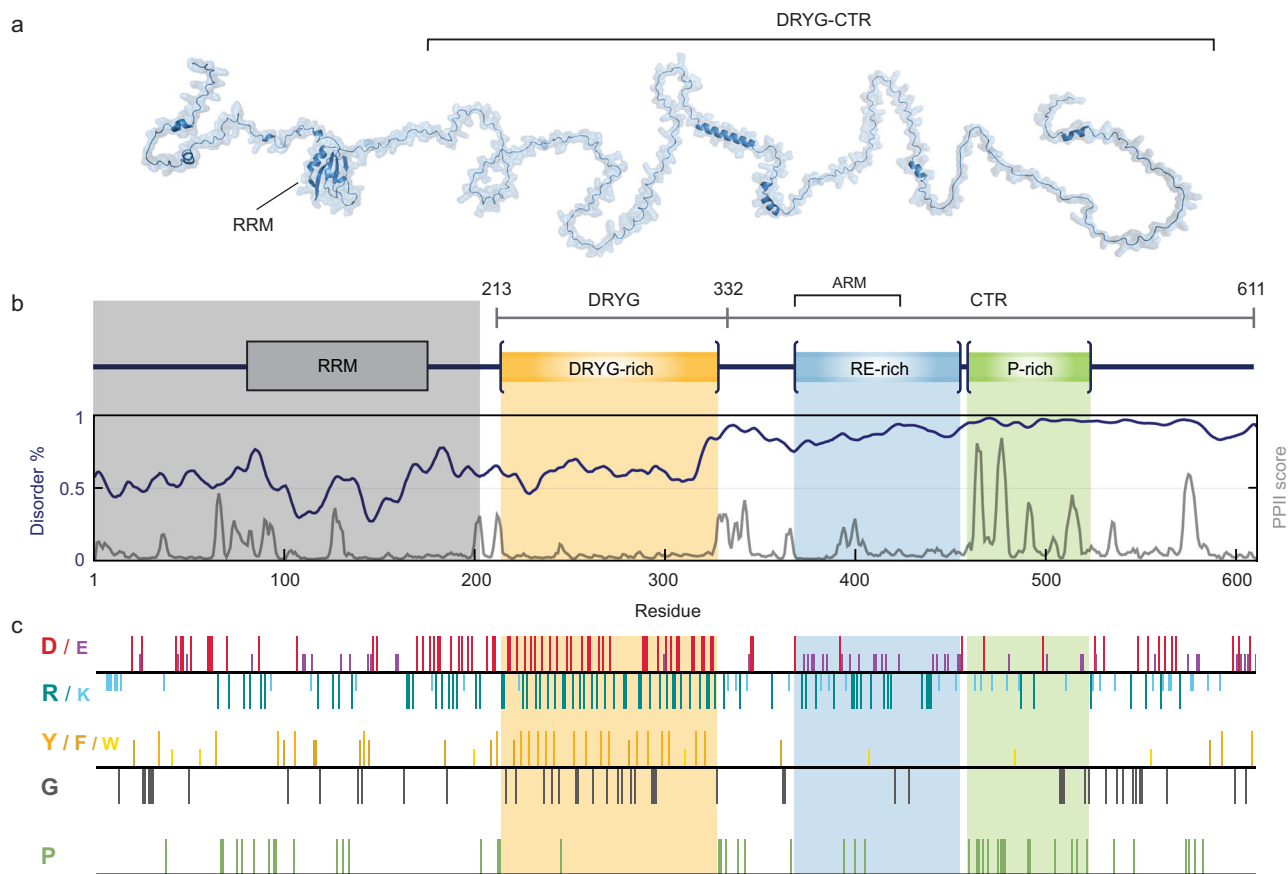 a
DRYG-CTR
RRM
b
213 DRYG 332 ARM CTR 611
RRM DRYG-rich RE-rich P-rich
1
0.5
0
Disorder %
PPII score
1 100 200 300 400 500 600
Residue
c
D / E
R / K
Y / F / W
G
P